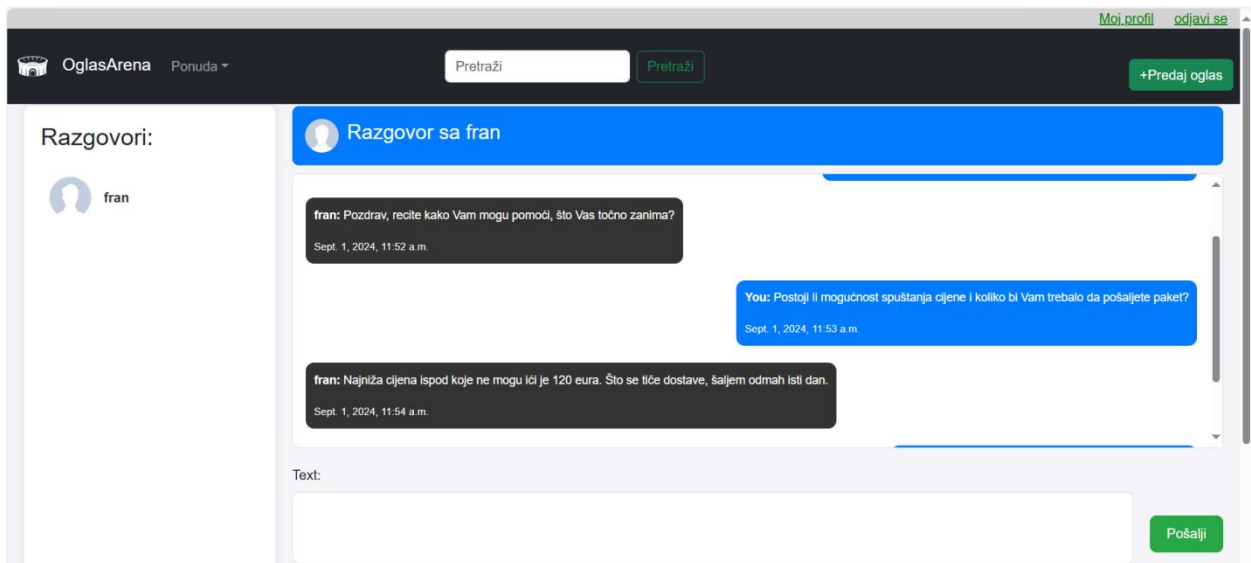 Moj profil odjavi se
OglasArena Ponuda Pretraži Pretraži +Predaj oglas
Razgovori:
fran
Razgovor sa fran
fran: Pozdrav, recite kako Vam mogu pomoći, što Vas točno zanima?
Sept. 1, 2024, 11:52 a.m.
You: Postoji li mogućnost spuštanja cijene i koliko bi Vam trebalo da pošaljete paket?
Sept. 1, 2024, 11:53 a.m.
fran: Najniža cijena ispod koje ne mogu ići je 120 eura. Što se tiče dostave, šaljem odmah isti dan.
Sept. 1, 2024, 11:54 a.m.
Text:
Pošalji